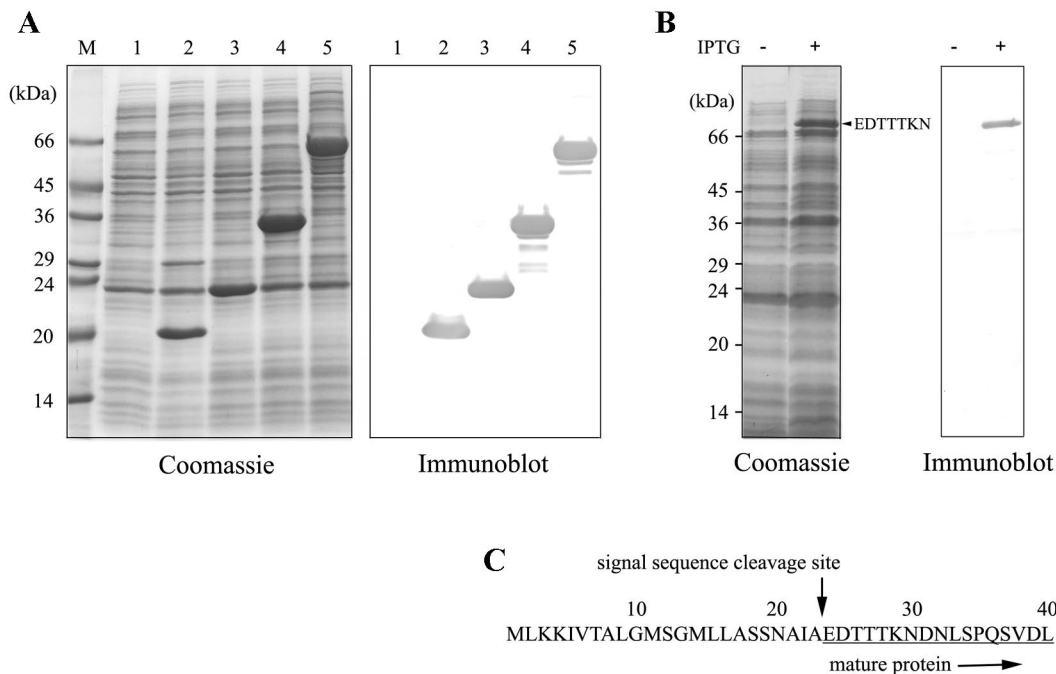 A
M 1 2 3 4 5
1 2 3 4 5
(kDa)
66
45
36
29
24
20
14
Coomassie
Immunoblot
B
IPTG - +
- +
(kDa)
66
45
36
29
24
20
14
EDTTTKN
Coomassie
Immunoblot
C
signal sequence cleavage site
10 20 30 40
MLKKIVTALGMSGMLLASSNAIAEDTTTKNDNLSPQSVDL
mature protein